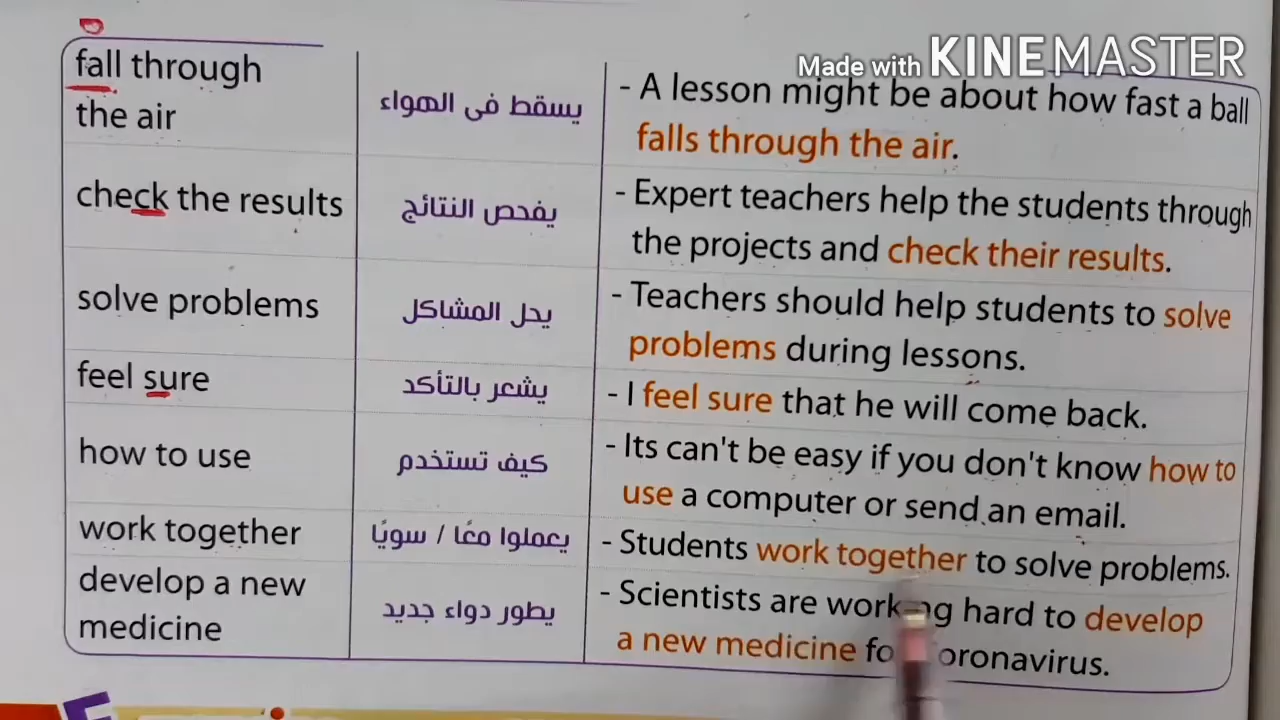 Made with KINEMASTER
fall through
the air
يسقط فى الهواء
- A lesson might be about how fast a ball
falls through the air.
check the results
يفحص النتائج
- Expert teachers help the students through
the projects and check their results.
solve problems
يحل المشاكل
- Teachers should help students to solve
problems during lessons.
feel sure
يشعر بالتأكد
- I feel sure that he will come back.
how to use
كيف تستخدم
- Its can't be easy if you don't know how to
use a computer or send an email.
work together
يعملوا معًا / سويًا
- Students work together to solve problems.
develop a new
medicine
يطور دواء جديد
- Scientists are working hard to develop
a new medicine